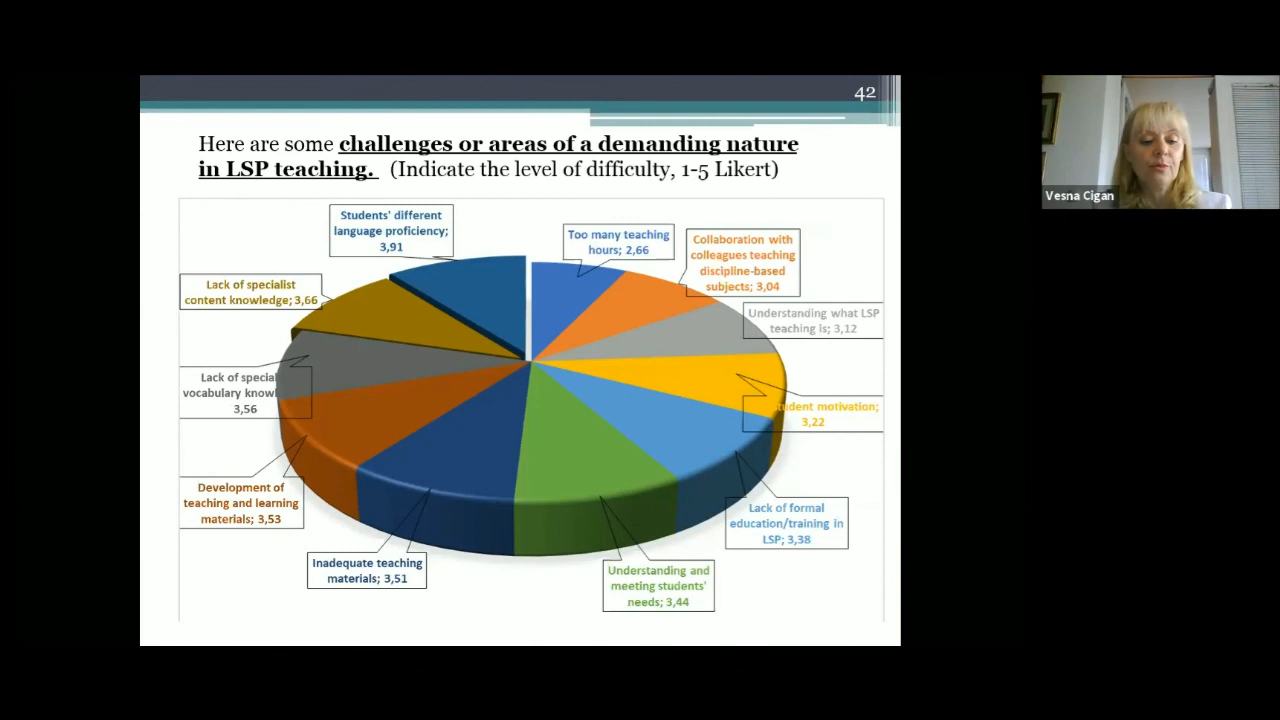 42
Here are some challenges or areas of a demanding nature
in LSP teaching. (Indicate the level of difficulty, 1-5 Likert)
Students' different
language proficiency;
3,91
Too many teaching
hours; 2,66
Collaboration with
colleagues teaching
discipline-based
subjects; 3,04
Understanding what LSP
teaching is; 3,12
motivation;
3,22
Lack of formal
education/training in
LSP; 3,38
Understanding and
meeting students'
needs; 3,44
Inadequate teaching
materials; 3,51
Development of
teaching and learning
materials; 3,53
Lack of
vocabulary
3,56
Lack of specialist
content knowledge; 3,66
Vesna Cigan